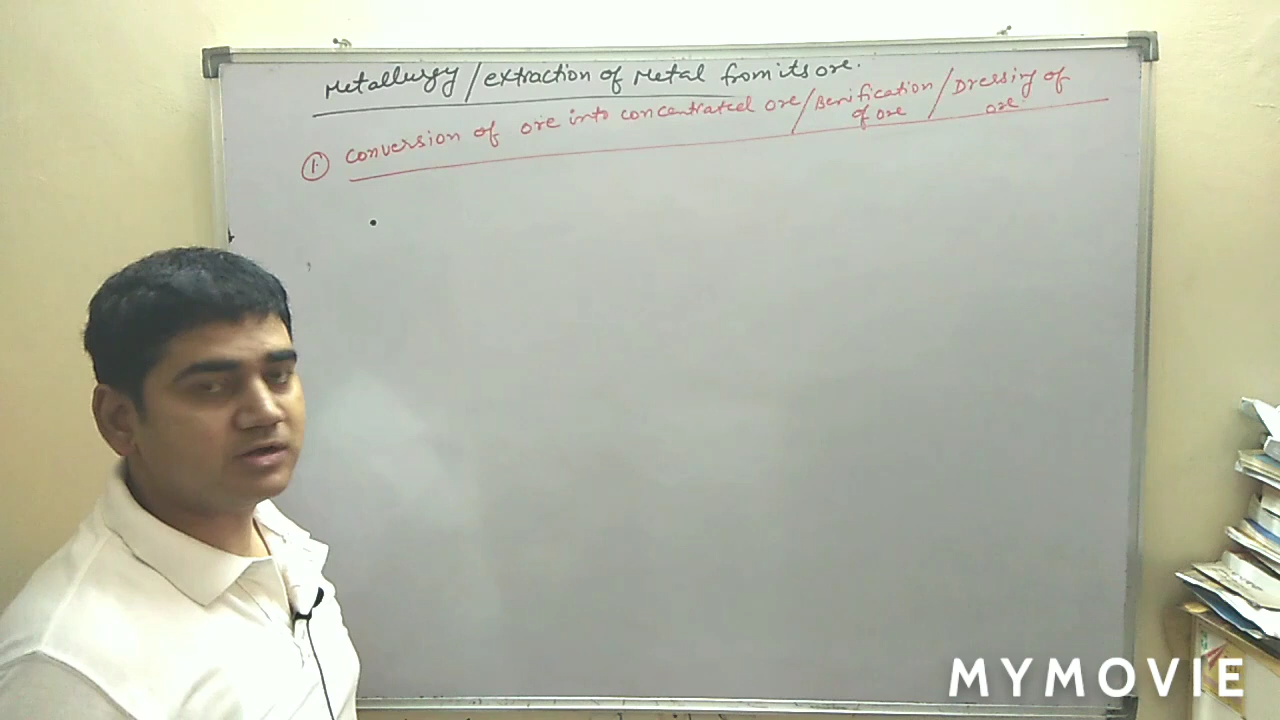 Metallurgy / extraction of Metal from its ore.
① Conversion of ore into concentrated ore / Benification of ore / Dressing of ore.
MYMOVIE